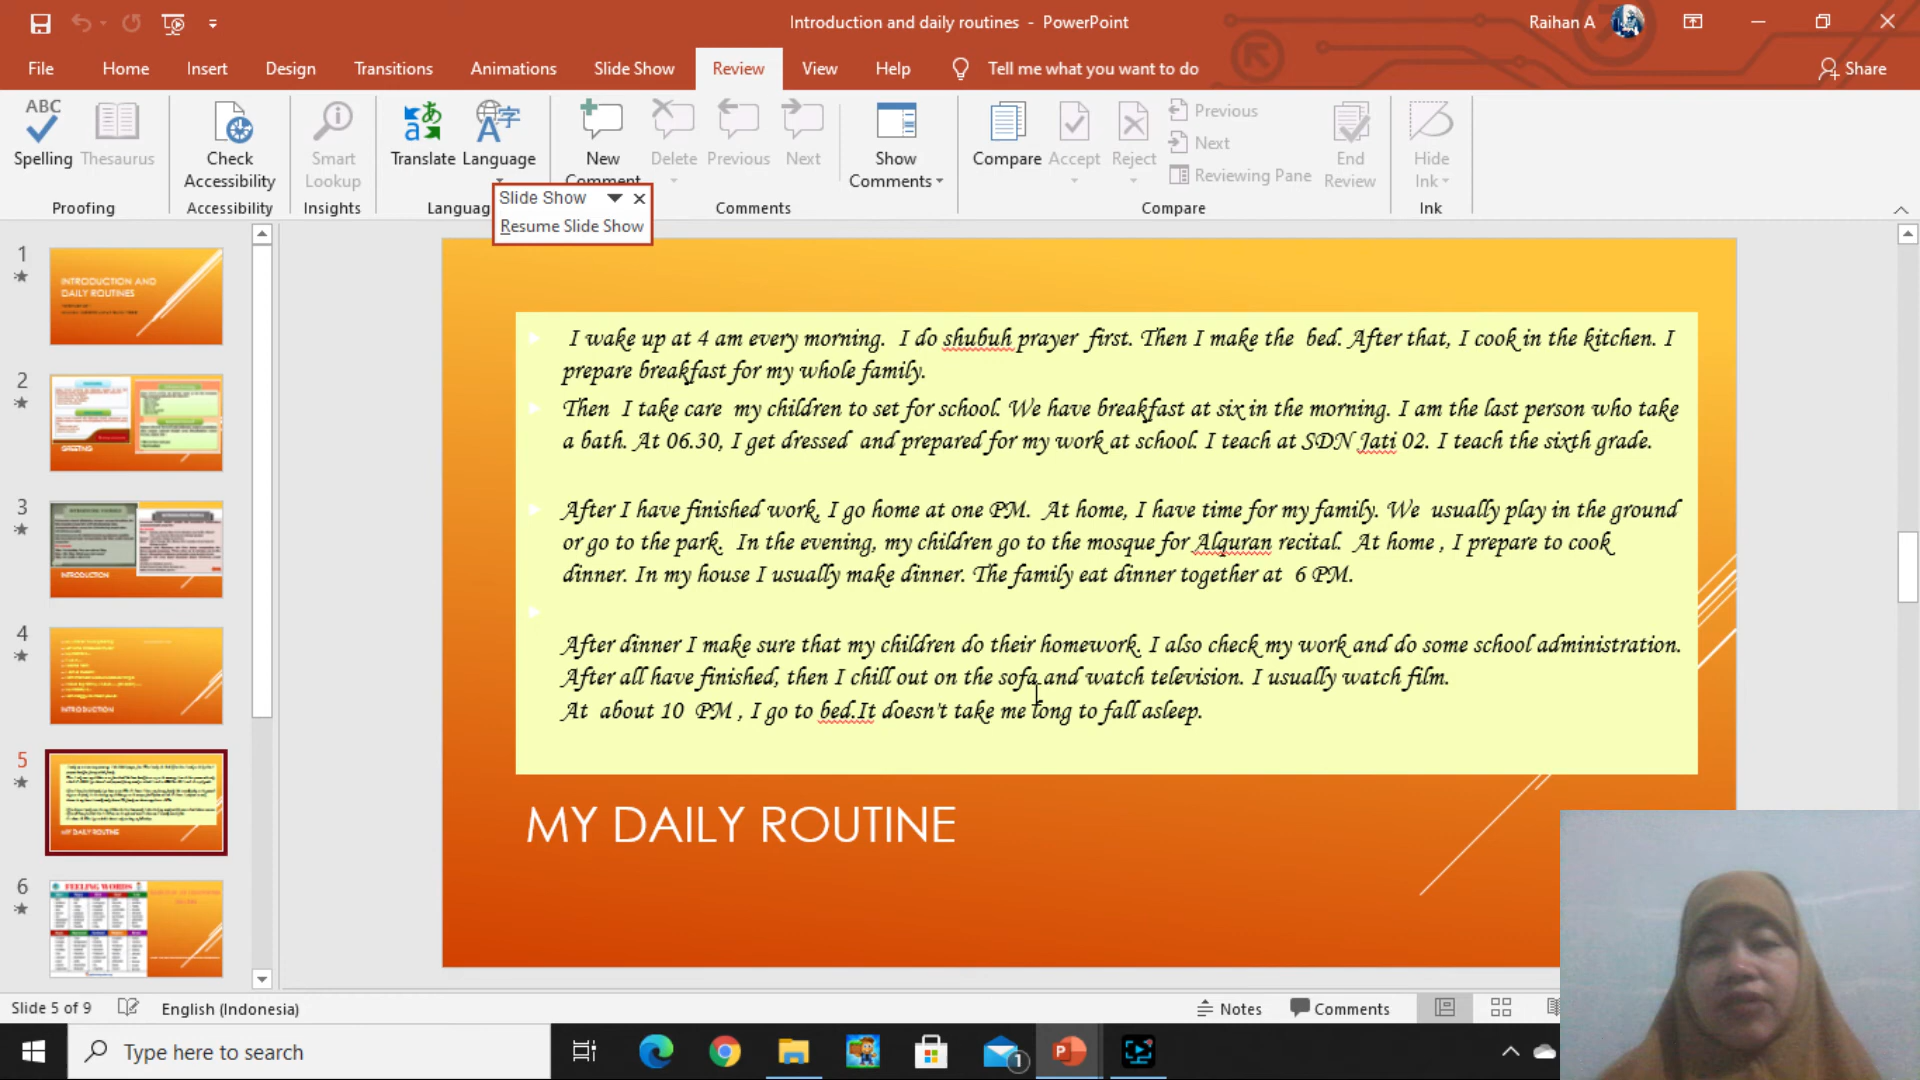 Introduction and daily routines - PowerPoint
Raihan A
File Home Insert Design Transitions Animations Slide Show Review View Help Tell me what you want to do Share
ABC
Spelling Thesaurus Check Accessibility Smart Lookup Translate Language New Comment Delete Previous Next Show Comments Compare Accept Reject Previous
Next
Reviewing Pane
End Review Hide Ink
Proofing Accessibility Insights Languag Comments Compare Ink
Slide Show
Resume Slide Show
1
INTRODUCTION AND
DAILY ROUTINES
2
GREETING
3
INTRODUCTION
4
INTRODUCTION
5
MY DAILY ROUTINE
6
FEELING WORDS
I wake up at 4 am every morning. I do shubuh prayer first. Then I make the bed. After that, I cook in the kitchen. I
prepare breakfast for my whole family.
Then I take care my children to set for school. We have breakfast at six in the morning. I am the last person who take
a bath. At 06.30, I get dressed and prepared for my work at school. I teach at SDN Jati 02. I teach the sixth grade.
After I have finished work, I go home at one PM. At home, I have time for my family. We usually play in the ground
or go to the park. In the evening, my children go to the mosque for Alquran recital. At home , I prepare to cook
dinner. In my house I usually make dinner. The family eat dinner together at 6 PM.
After dinner I make sure that my children do their homework. I also check my work and do some school administration.
After all have finished, then I chill out on the sofa and watch television. I usually watch film.
At about 10 PM , I go to bed.It doesn't take me long to fall asleep.
MY DAILY ROUTINE
Slide 5 of 9 English (Indonesia) Notes Comments
Type here to search
1